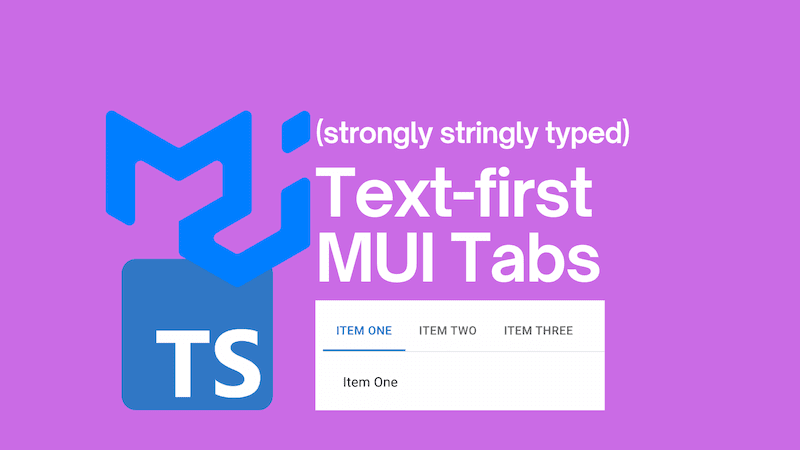 (strongly stringly typed)
Text-first
MUI Tabs
TS
ITEM ONE ITEM TWO ITEM THREE
Item One